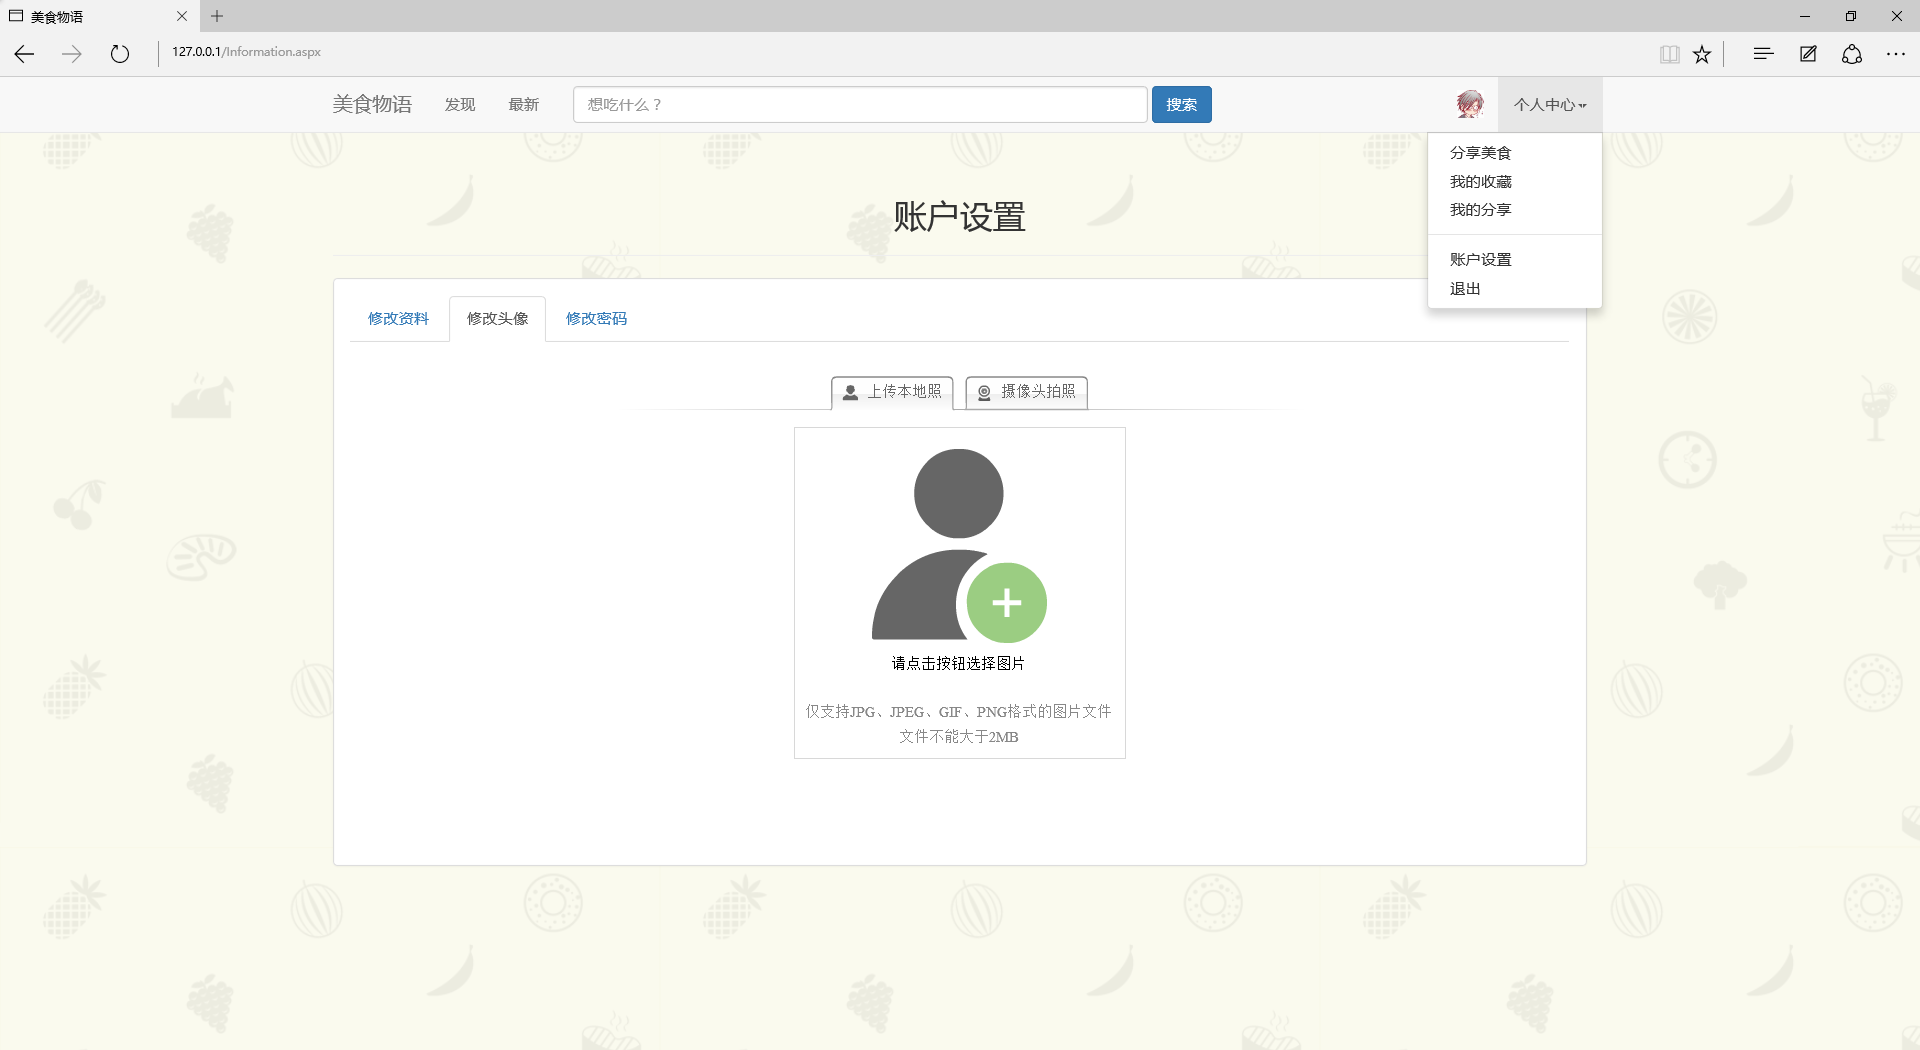 美食物语
127.0.0.1/Information.aspx
美食物语 发现 最新 想吃什么？ 搜索 个人中心
分享美食
我的收藏
我的分享
账户设置
退出
账户设置
修改资料 修改头像 修改密码
上传本地照 摄像头拍照
请点击按钮选择图片
仅支持JPG、JPEG、GIF、PNG格式的图片文件
文件不能大于2MB